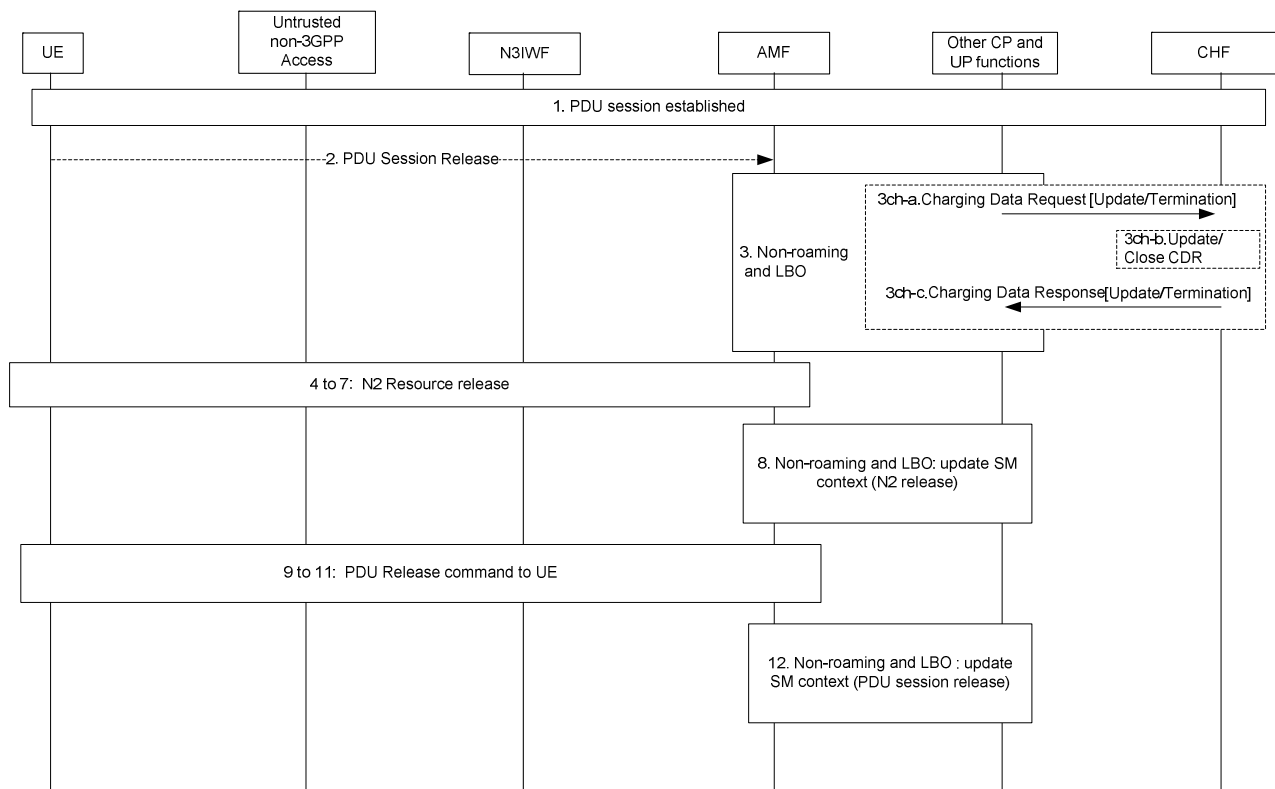 UE
Untrusted
non-3GPP
Access
N3IWF
AMF
Other CP and
UP functions
CHF
1. PDU session established
2. PDU Session Release
3ch-a.Charging Data Request [Update/Termination]
3. Non-roaming
and LBO
3ch-b.Update/
Close CDR
3ch-c.Charging Data Response[Update/Termination]
4 to 7: N2 Resource release
8. Non-roaming and LBO: update SM
context (N2 release)
9 to 11: PDU Release command to UE
12. Non-roaming and LBO : update
SM context (PDU session release)